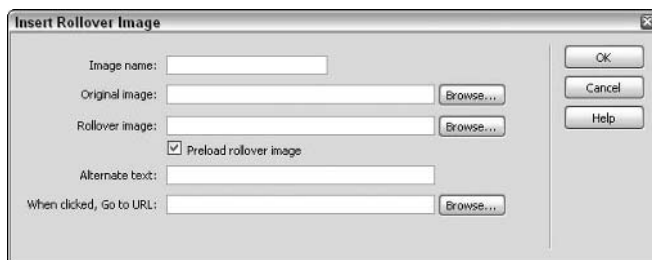 Insert Rollover Image
Image name:
OK
Original image:
Browse...
Cancel
Rollover image:
Browse...
Help
Preload rollover image
Alternate text:
When clicked, Go to URL:
Browse...